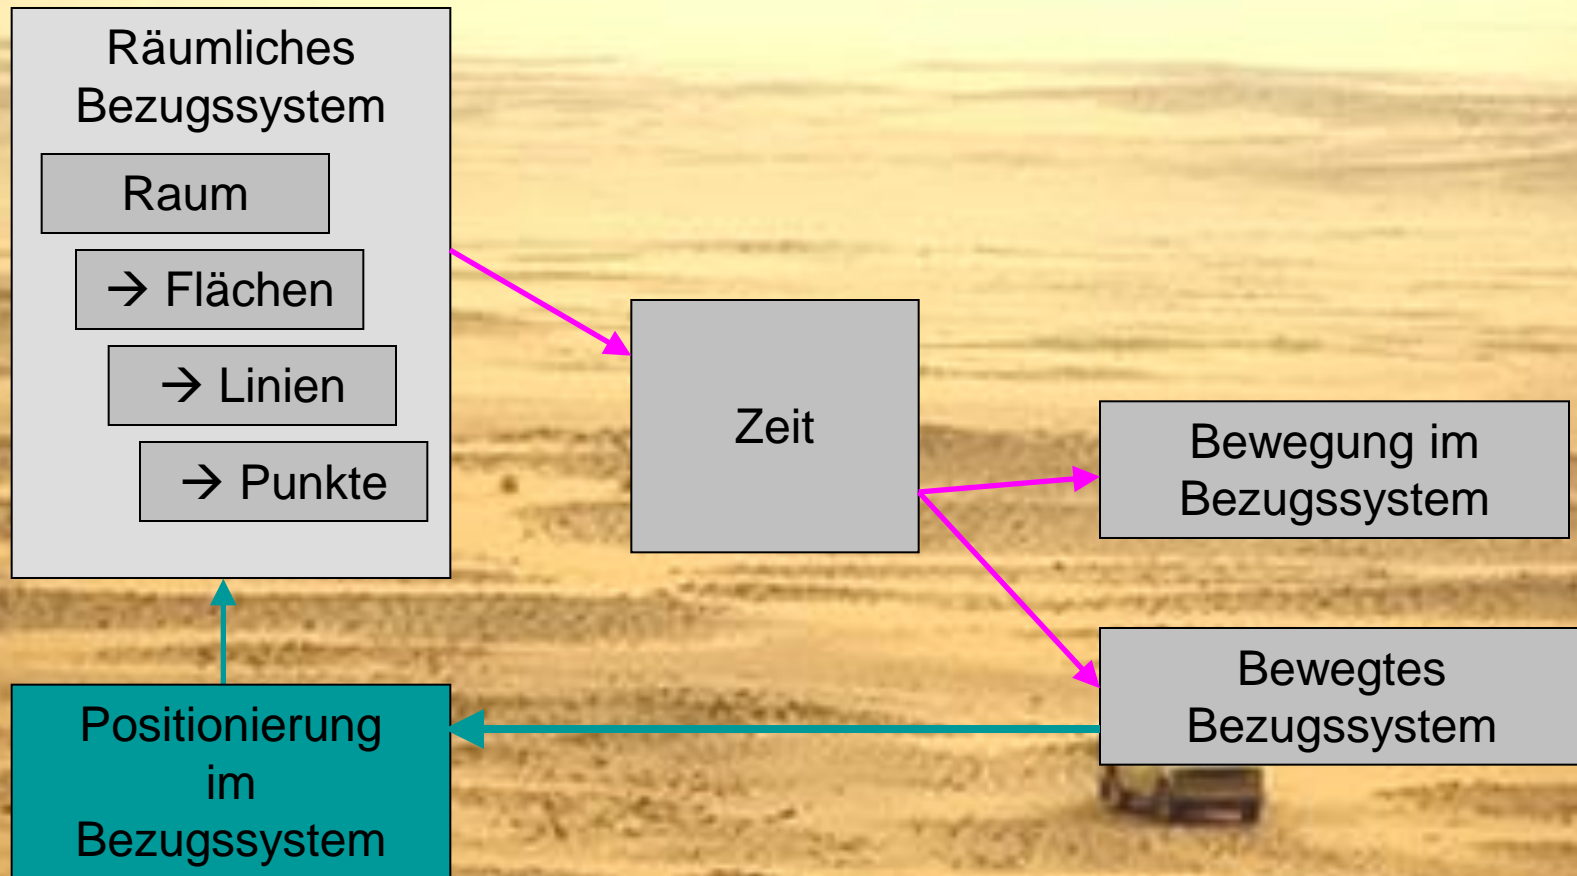 Räumliches
Bezugssystem
Raum
→ Flächen
→ Linien
→ Punkte
Zeit
Bewegung im
Bezugssystem
Bewegtes
Bezugssystem
Positionierung
im
Bezugssystem